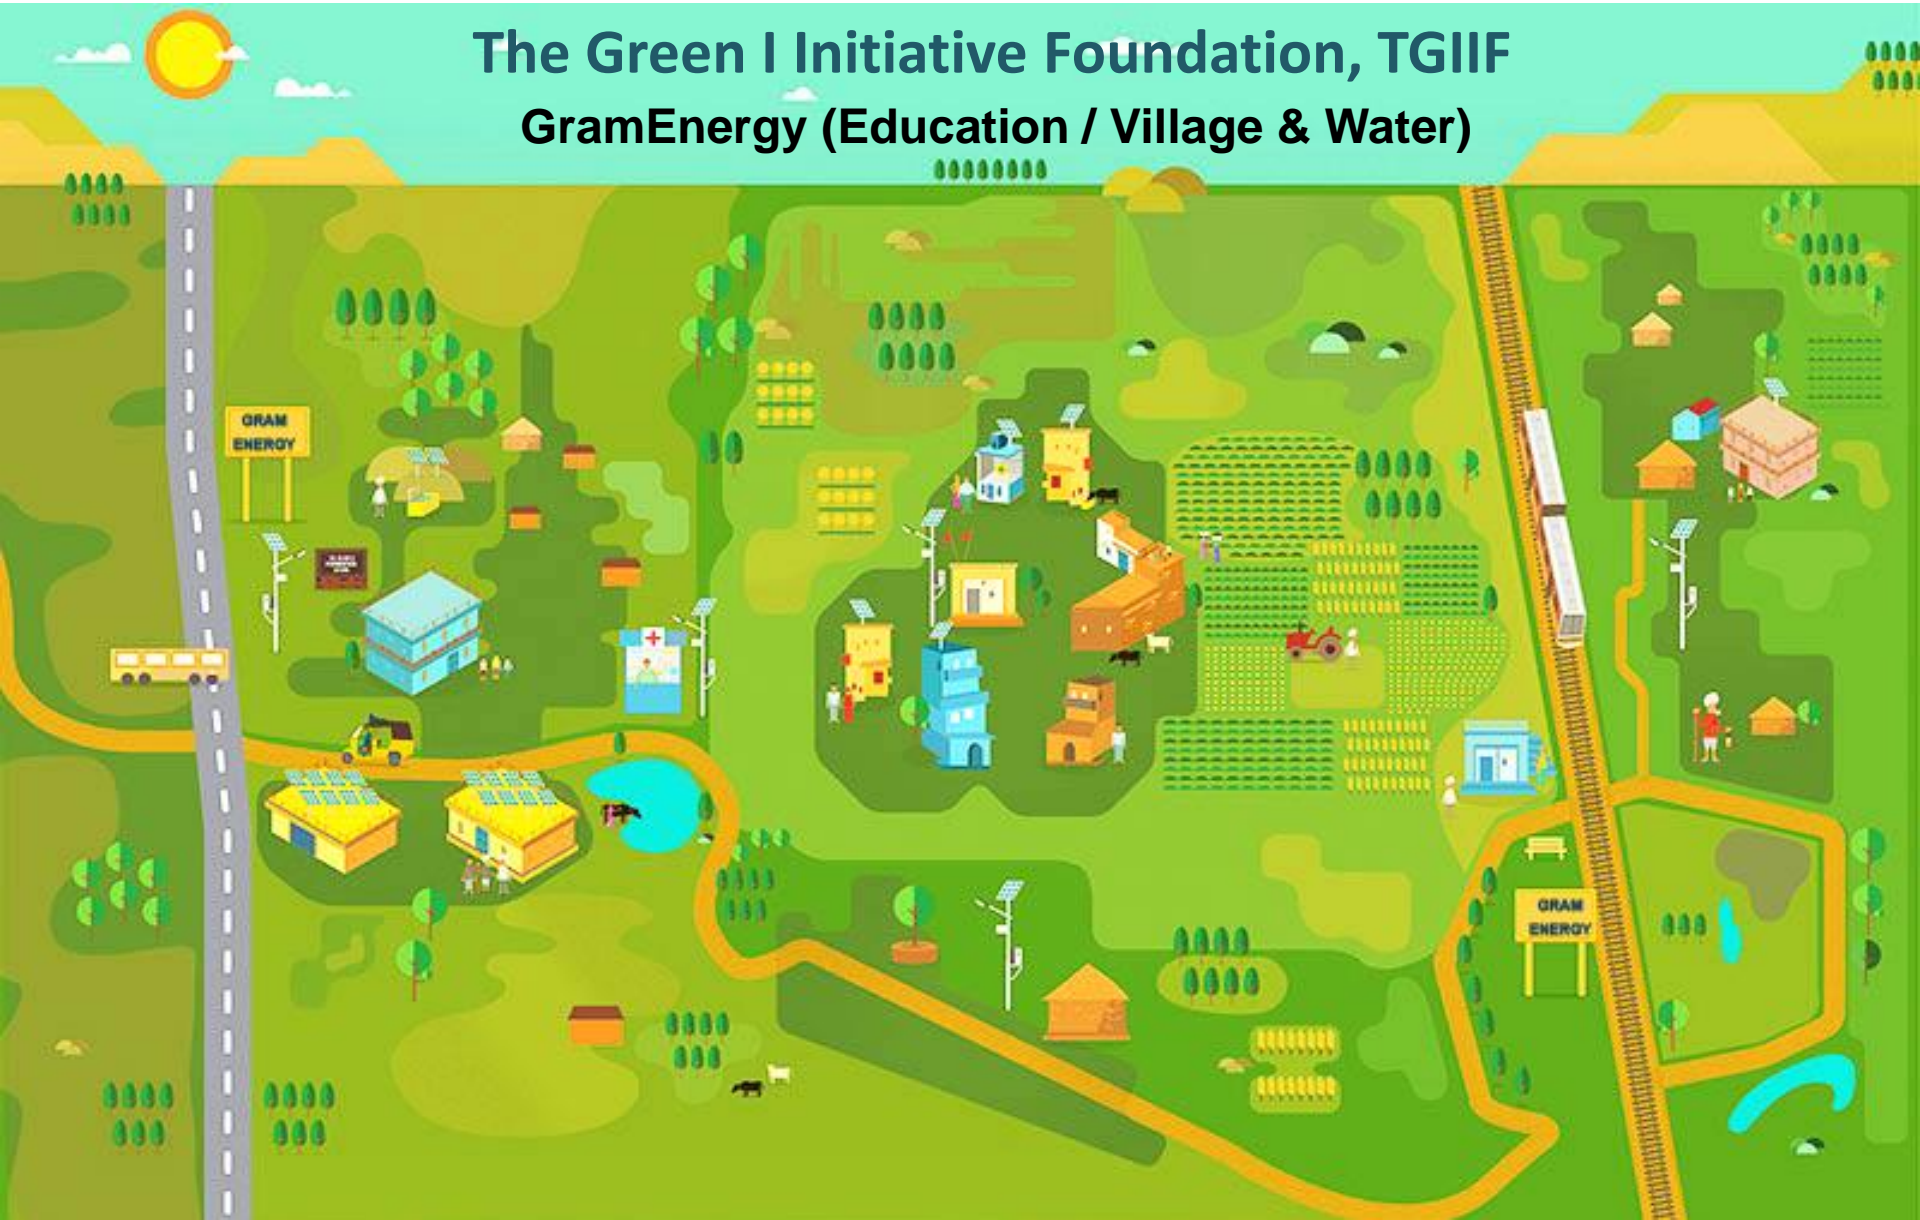 The Green I Initiative Foundation, TGIIF
GramEnergy (Education / Village & Water)
GRAM
ENERGY
GRAM
ENERGY